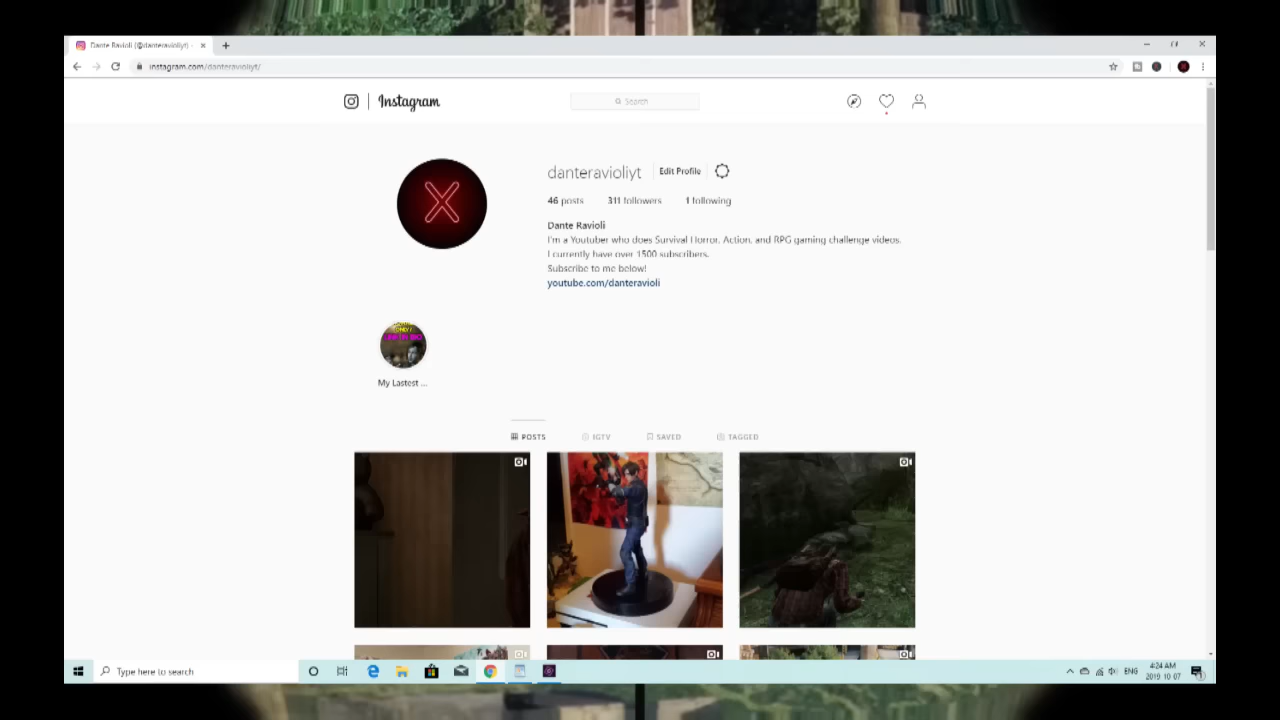 Dante Ravioli (@danteravioliyt) -
instagram.com/danteravioliyt/
Instagram
Search
danteravioliyt
Edit Profile
46 posts 311 followers 1 following
Dante Ravioli
I'm a Youtuber who does Survival Horror, Action, and RPG gaming challenge videos.
I currently have over 1500 subscribers.
Subscribe to me below!
youtube.com/danteravioli
My Lastest ...
POSTS IGTV SAVED TAGGED
Type here to search
ENG
4:24 AM
2019-10-07